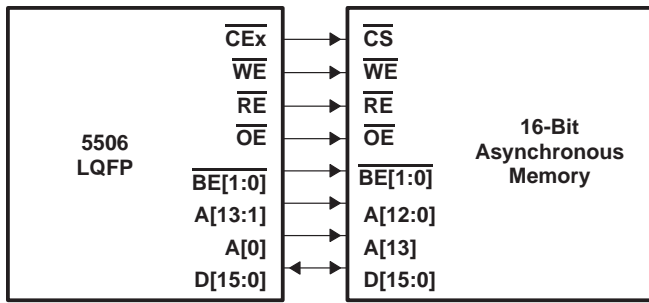 CEx CS
WE WE
RE RE
OE OE
5506
LQFP
16-Bit
Asynchronous
Memory
BE[1:0] BE[1:0]
A[13:1] A[12:0]
A[0] A[13]
D[15:0] D[15:0]